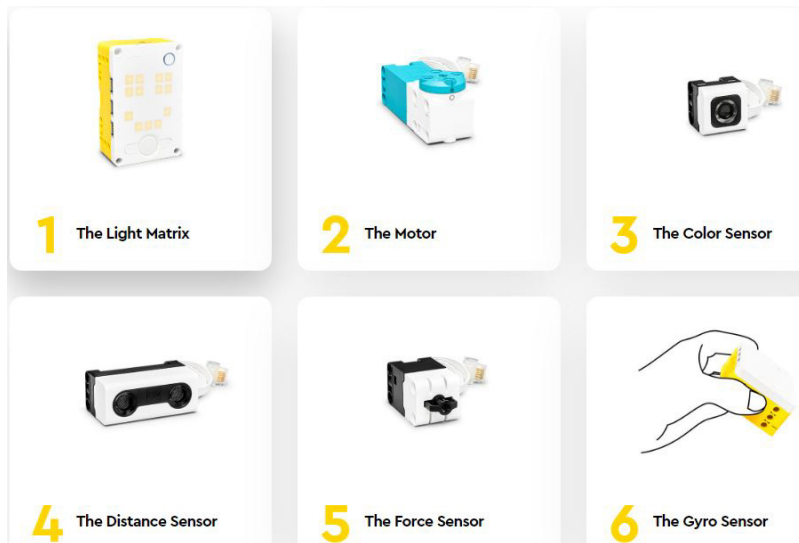 1 The Light Matrix
2 The Motor
3 The Color Sensor
4 The Distance Sensor
5 The Force Sensor
6 The Gyro Sensor